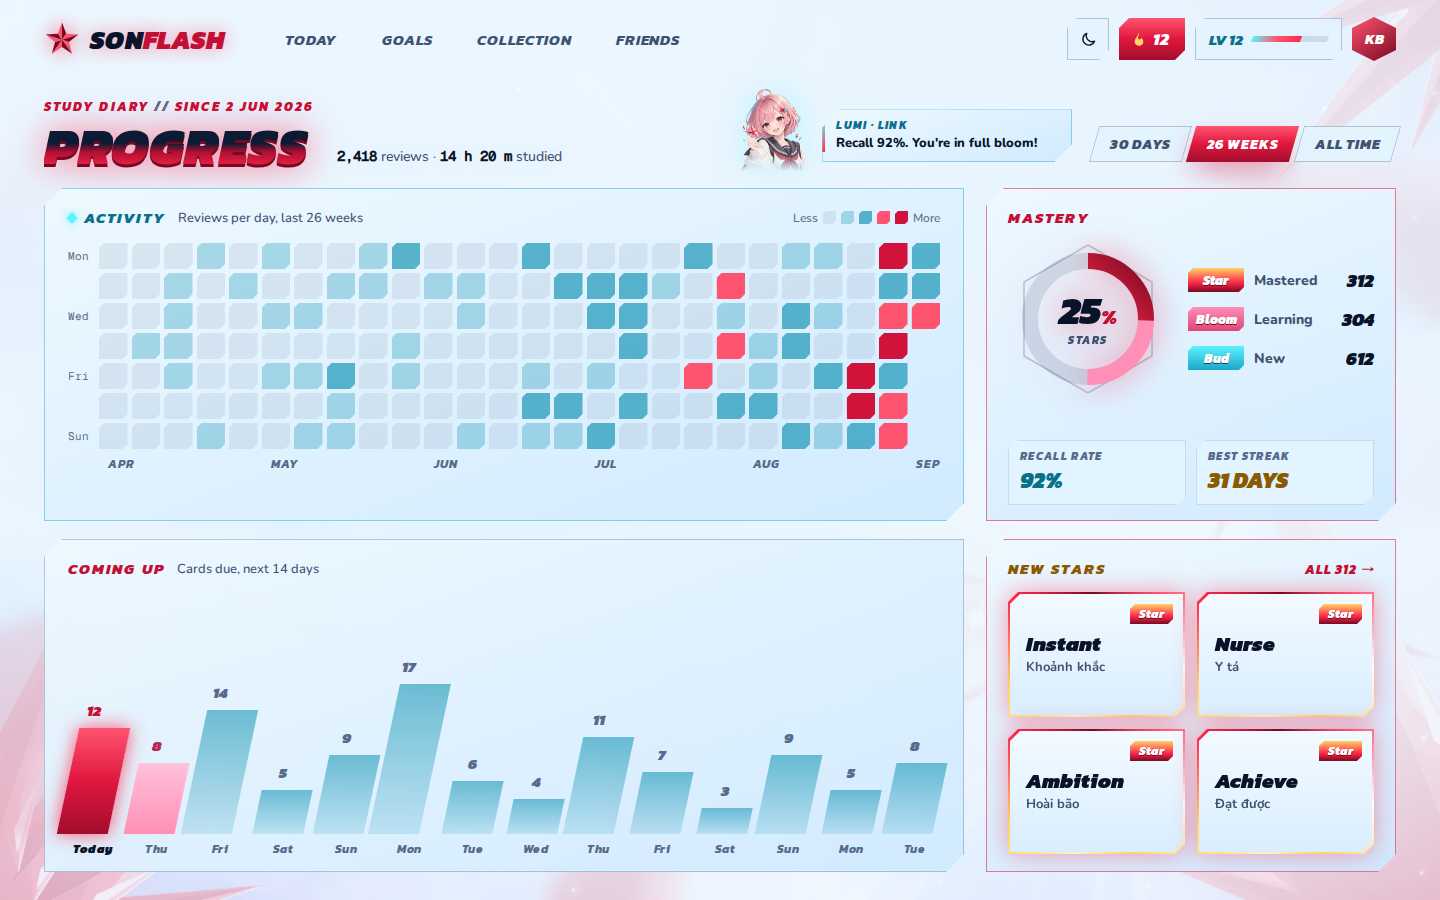 SONFLASH
TODAY GOALS COLLECTION FRIENDS
12
LV 12
KB
STUDY DIARY // SINCE 2 JUN 2026
PROGRESS
2,418 reviews · 14 h 20 m studied
LUMI · LINK
Recall 92%. You're in full bloom!
30 DAYS 26 WEEKS ALL TIME
ACTIVITY Reviews per day, last 26 weeks
Less More
Mon
Wed
Fri
Sun
APR MAY JUN JUL AUG SEP
MASTERY
25%
STARS
Star Mastered 312
Bloom Learning 304
Bud New 612
RECALL RATE
92%
BEST STREAK
31 DAYS
COMING UP Cards due, next 14 days
12 8 14 5 9 17 6 4 11 7 3 9 5 8
Today Thu Fri Sat Sun Mon Tue Wed Thu Fri Sat Sun Mon Tue
NEW STARS ALL 312 →
Star
Instant
Khoảnh khắc
Star
Nurse
Y tá
Star
Ambition
Hoài bão
Star
Achieve
Đạt được